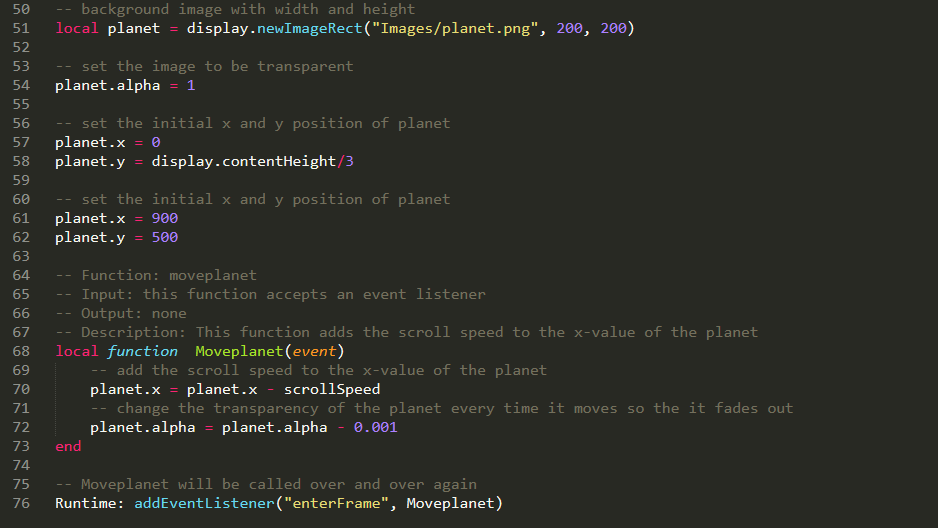 50 -- background image with width and height
51 local planet = display.newImageRect("Images/planet.png", 200, 200)
52
53 -- set the image to be transparent
54 planet.alpha = 1
55
56 -- set the initial x and y position of planet
57 planet.x = 0
58 planet.y = display.contentHeight/3
59
60 -- set the initial x and y position of planet
61 planet.x = 900
62 planet.y = 500
63
64 -- Function: moveplanet
65 -- Input: this function accepts an event listener
66 -- Output: none
67 -- Description: This function adds the scroll speed to the x-value of the planet
68 local function  Moveplanet(event)
69     -- add the scroll speed to the x-value of the planet
70     planet.x = planet.x - scrollSpeed
71     -- change the transparency of the planet every time it moves so the it fades out
72     planet.alpha = planet.alpha - 0.001
73 end
74
75 -- Moveplanet will be called over and over again
76 Runtime: addEventListener("enterFrame", Moveplanet)